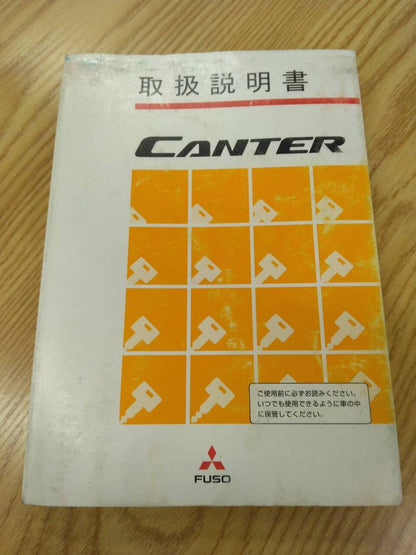 取扱説明書
CANTER
ご使用前に必ずお読みください。
いつでも使用できるように車の中
に保管してください。
FUSO